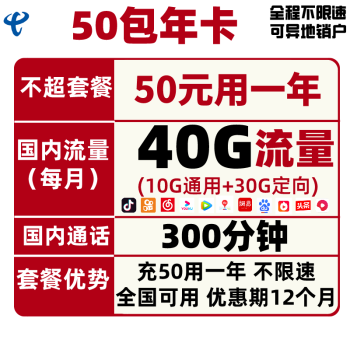 50包年卡
全程不限速
可异地销户
不超套餐
50元用一年
国内流量
（每月）
40G流量
(10G通用+30G定向)
国内通话
300分钟
套餐优势
充50用一年 不限速
全国可用 优惠期12个月